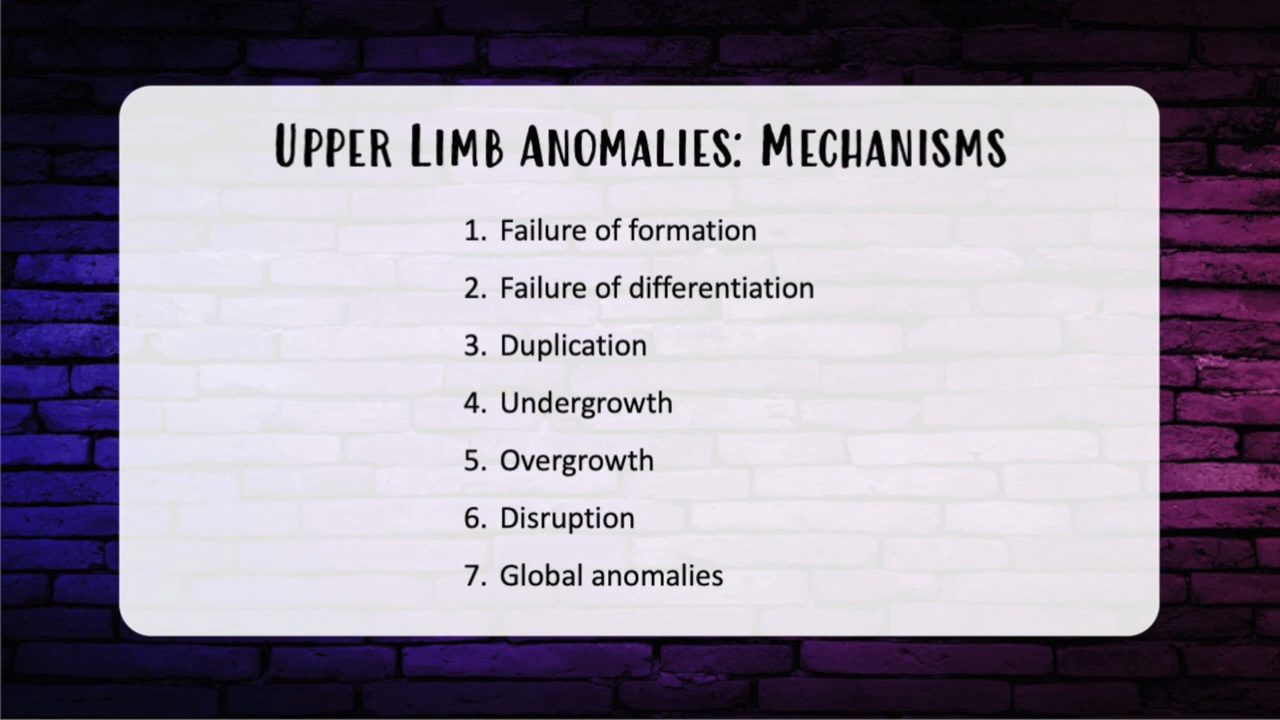 Upper Limb Anomalies: Mechanisms
1. Failure of formation
2. Failure of differentiation
3. Duplication
4. Undergrowth
5. Overgrowth
6. Disruption
7. Global anomalies